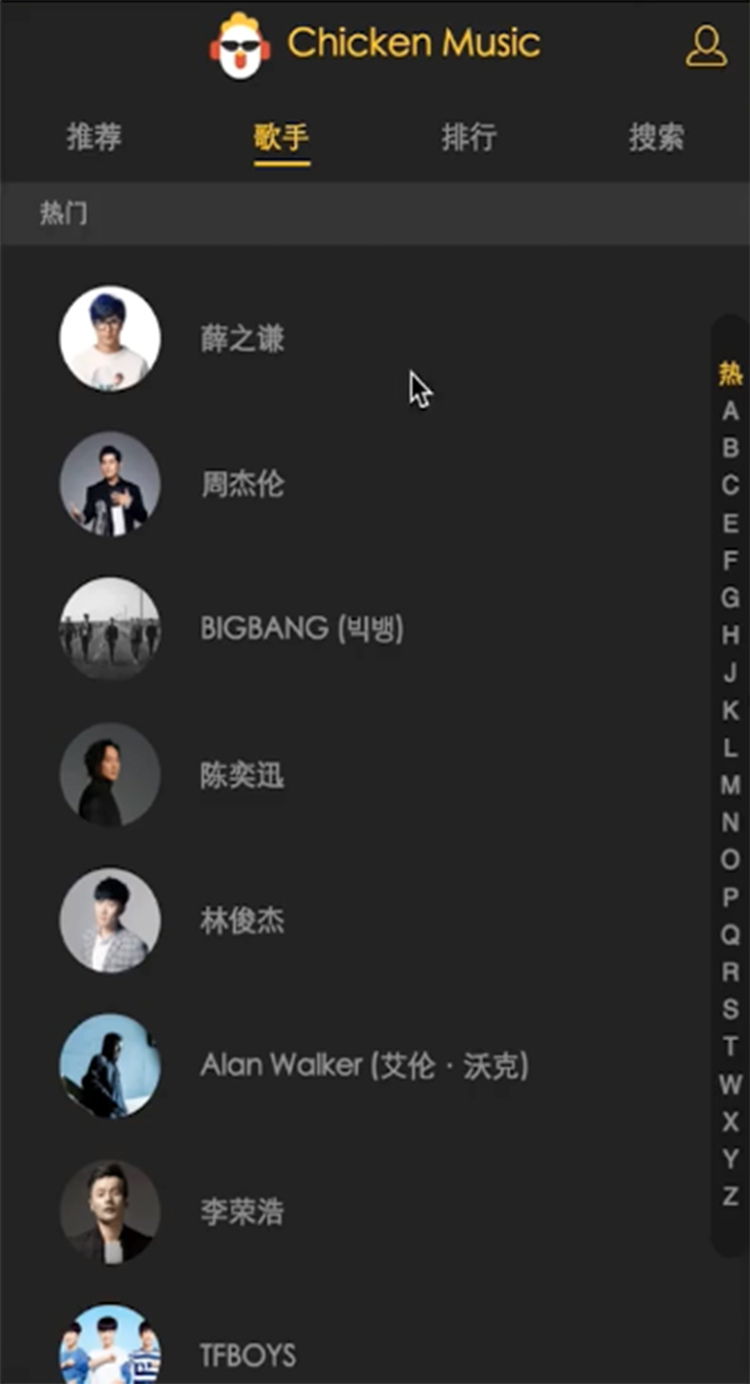 Chicken Music
推荐 歌手 排行 搜索
热门
薛之谦
周杰伦
BIGBANG (빅뱅)
陈奕迅
林俊杰
Alan Walker (艾伦 · 沃克)
李荣浩
TFBOYS
热
A
B
C
E
F
G
H
J
K
L
M
N
O
P
Q
R
S
T
W
X
Y
Z